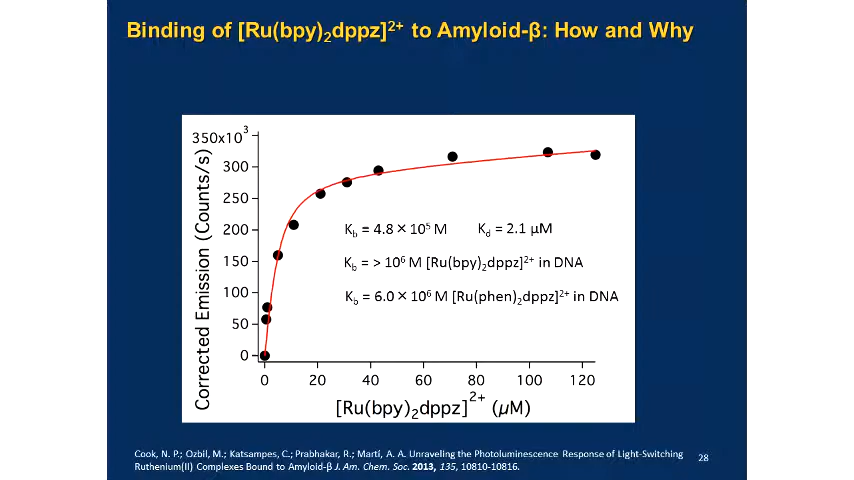 Binding of [Ru(bpy)₂dppz]²⁺ to Amyloid-β: How and Why
350x10³
300
250
200
150
100
50
0
Corrected Emission (Counts/s)
K_b = 4.8 × 10⁵ M K_d = 2.1 µM
K_b = > 10⁶ M [Ru(bpy)₂dppz]²⁺ in DNA
K_b = 6.0 × 10⁶ M [Ru(phen)₂dppz]²⁺ in DNA
0 20 40 60 80 100 120
[Ru(bpy)₂dppz]²⁺ (µM)
Cook, N. P.; Ozbil, M.; Katsampes, C.; Prabhakar, R.; Martí, A. A. Unraveling the Photoluminescence Response of Light-Switching
Ruthenium(II) Complexes Bound to Amyloid-β J. Am. Chem. Soc. 2013, 135, 10810-10816.
28